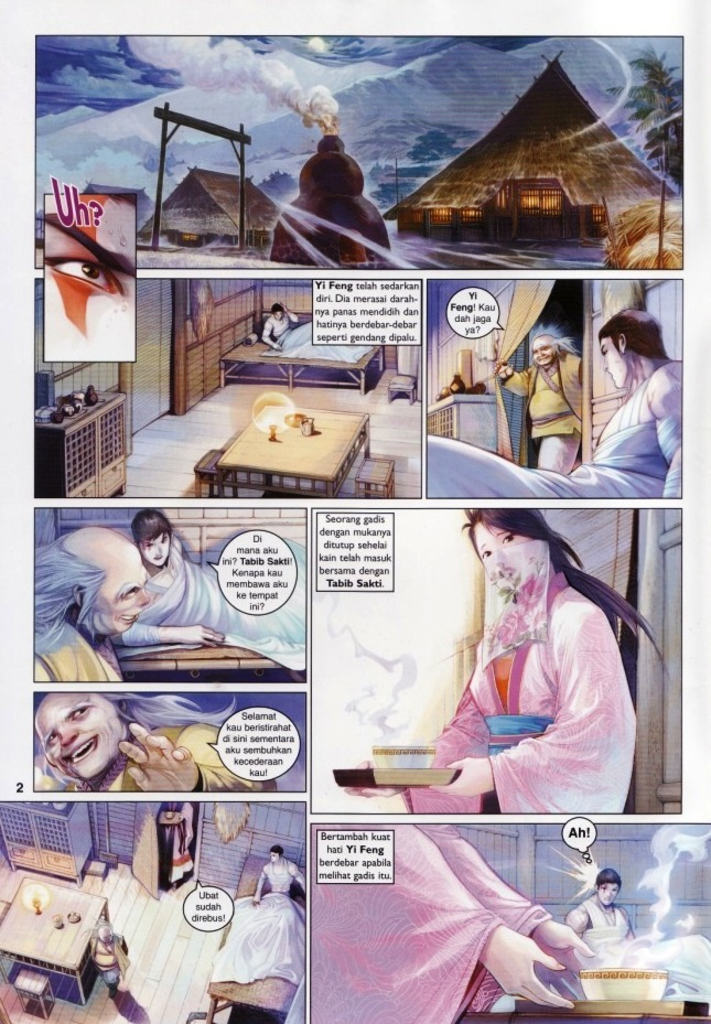 Uh?
Yi Feng telah sedarkan
diri. Dia merasai darah-
nya panas mendidih dan
hatinya berdebar-debar
seperti gendang dipalu.
Yi
Feng! Kau
dah jaga
ya?
Di
mana aku
ini? Tabib Sakti!
Kenapa kau
membawa aku
ke tempat
ini?
Seorang gadis
dengan mukanya
ditutup sehelai
kain telah masuk
bersama dengan
Tabib Sakti.
Selamat
kau beristirahat
di sini sementara
aku sembuhkan
kecederaan
kau!
2
Ubat
sudah
direbus!
Bertambah kuat
hati Yi Feng
berdebar apabila
melihat gadis itu.
Ah!